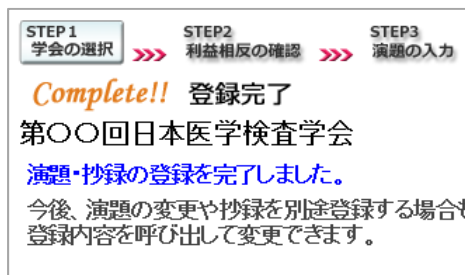 STEP1 STEP2 STEP3
学会の選択 >>> 利益相反の確認 >>> 演題の入力
Complete!! 登録完了
第〇〇回日本医学検査学会
演題・抄録の登録を完了しました。
今後、演題の変更や抄録を別途登録する場合も
登録内容を呼び出して変更できます。